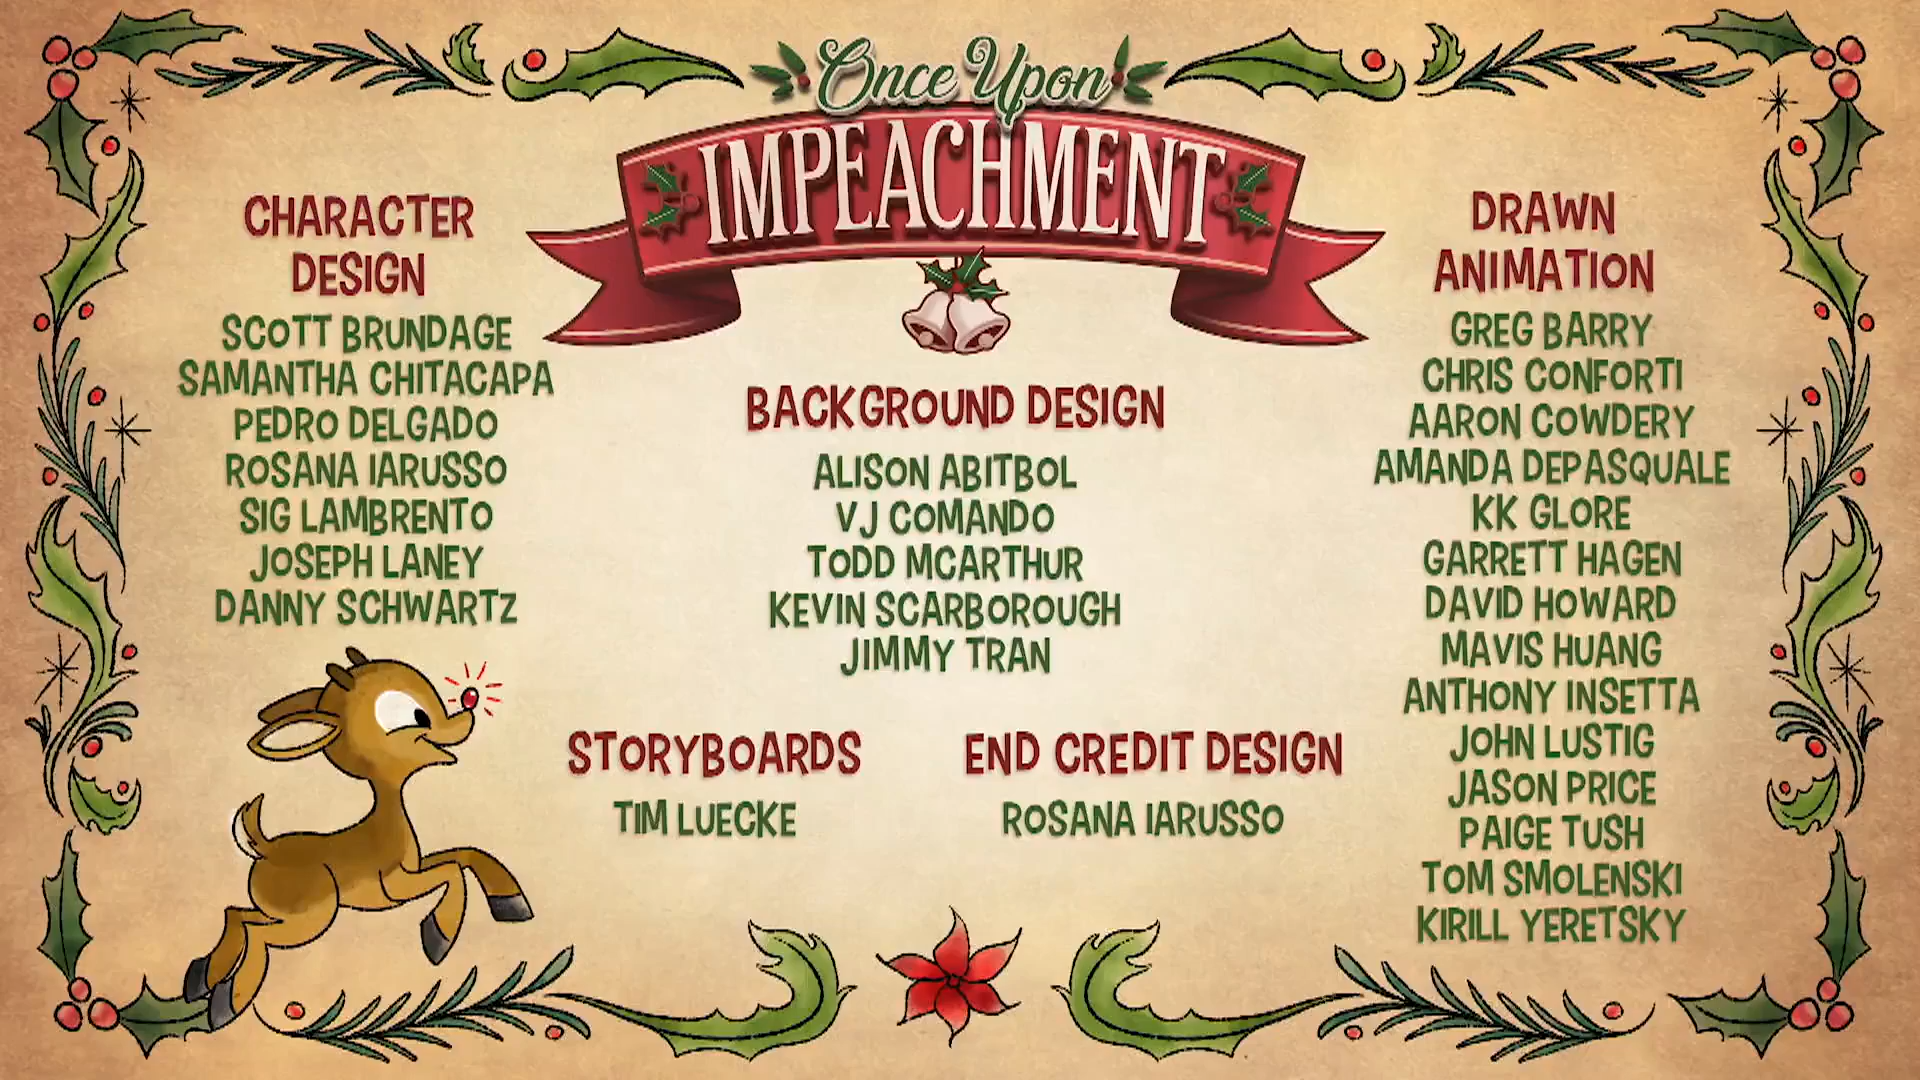 Once Upon
IMPEACHMENT
CHARACTER
DESIGN
SCOTT BRUNDAGE
SAMANTHA CHITACAPA
PEDRO DELGADO
ROSANA IARUSSO
SIG LAMBRENTO
JOSEPH LANEY
DANNY SCHWARTZ
BACKGROUND DESIGN
ALISON ABITBOL
VJ COMANDO
TODD MCARTHUR
KEVIN SCARBOROUGH
JIMMY TRAN
STORYBOARDS
TIM LUECKE
END CREDIT DESIGN
ROSANA IARUSSO
DRAWN
ANIMATION
GREG BARRY
CHRIS CONFORTI
AARON COWDERY
AMANDA DEPASQUALE
KK GLORE
GARRETT HAGEN
DAVID HOWARD
MAVIS HUANG
ANTHONY INSETTA
JOHN LUSTIG
JASON PRICE
PAIGE TUSH
TOM SMOLENSKI
KIRILL YERETSKY